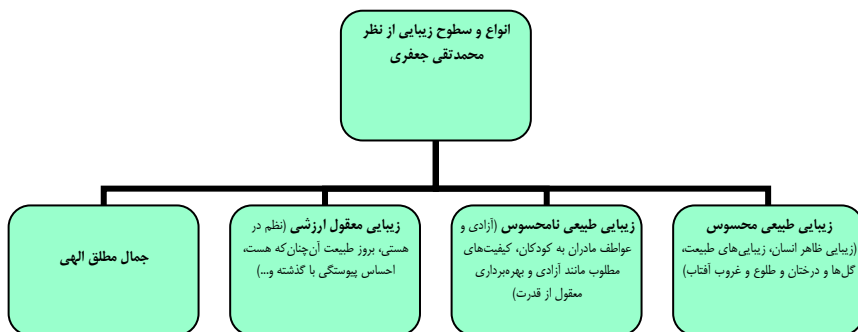 انواع و سطوح زیبایی از نظر
محمدتقی جعفری
زیبایی طبیعی محسوس
(زیبایی ظاهر انسان، زیبایی‌های طبیعت،
گل‌ها و درختان و طلوع و غروب آفتاب)
زیبایی طبیعی نامحسوس (آزادی و
عواطف مادران به کودکان، کیفیت‌های
مطلوب مانند آزادی و بهره‌برداری
معقول از قدرت)
زیبایی معقول ارزشی (نظم در
هستی، بروز طبیعت آن‌چنان‌که هست،
احساس پیوستگی با گذشته و...)
جمال مطلق الهی